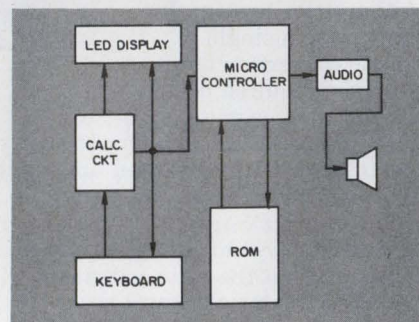 LED DISPLAY
MICRO
CONTROLLER
AUDIO
CALC.
CKT
ROM
KEYBOARD